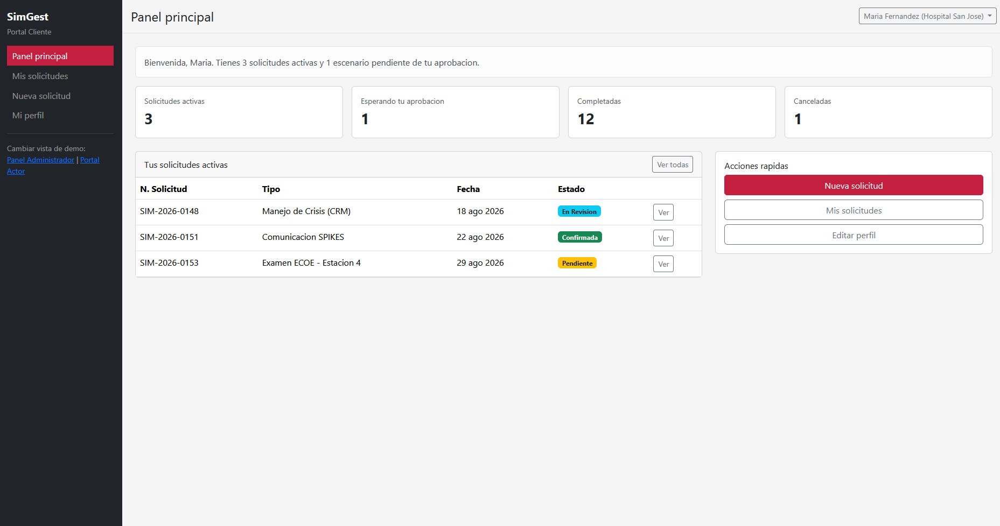 SimGest
Portal Cliente
Panel principal
Mis solicitudes
Nueva solicitud
Mi perfil
Cambiar vista de demo:
Panel Administrador | Portal
Actor
Panel principal
Maria Fernandez (Hospital San Jose)
Bienvenida, Maria. Tienes 3 solicitudes activas y 1 escenario pendiente de tu aprobacion.
Solicitudes activas
3
Esperando tu aprobacion
1
Completadas
12
Canceladas
1
Tus solicitudes activas
Ver todas
N. Solicitud Tipo Fecha Estado
SIM-2026-0148 Manejo de Crisis (CRM) 18 ago 2026 En Revision Ver
SIM-2026-0151 Comunicacion SPIKES 22 ago 2026 Confirmada Ver
SIM-2026-0153 Examen ECOE - Estacion 4 29 ago 2026 Pendiente Ver
Acciones rapidas
Nueva solicitud
Mis solicitudes
Editar perfil